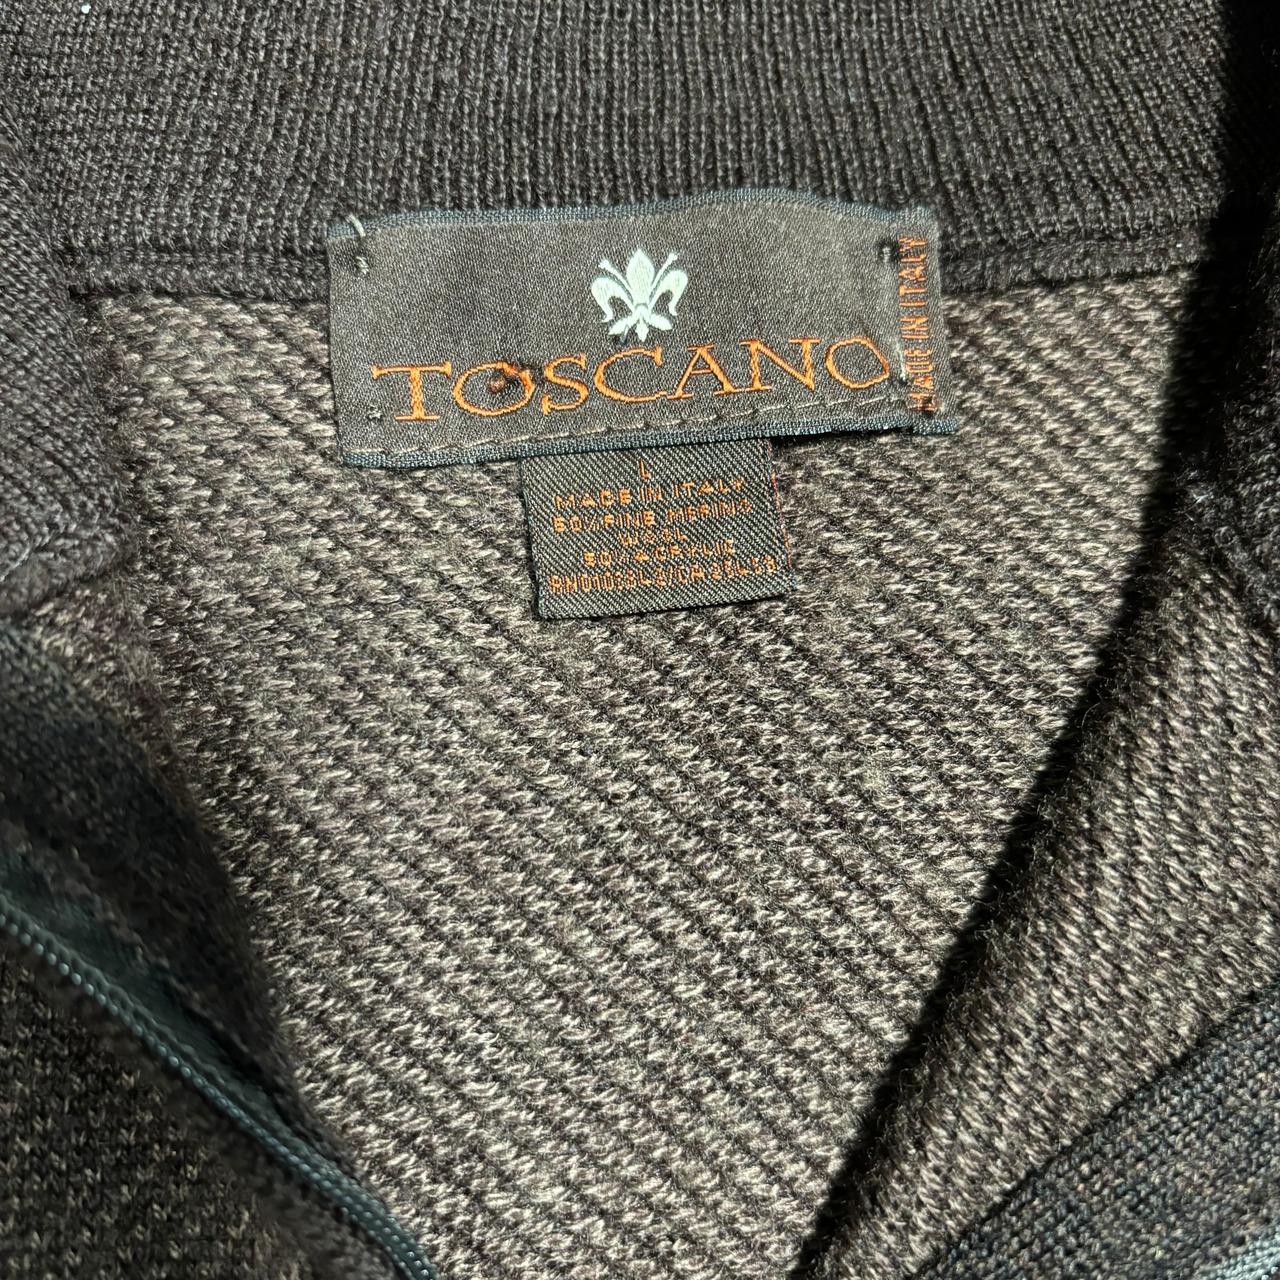 TOSCANO
MADE IN ITALY
L
MADE IN ITALY
50%FINE MERINO
WOOL
50%ACRYLIC